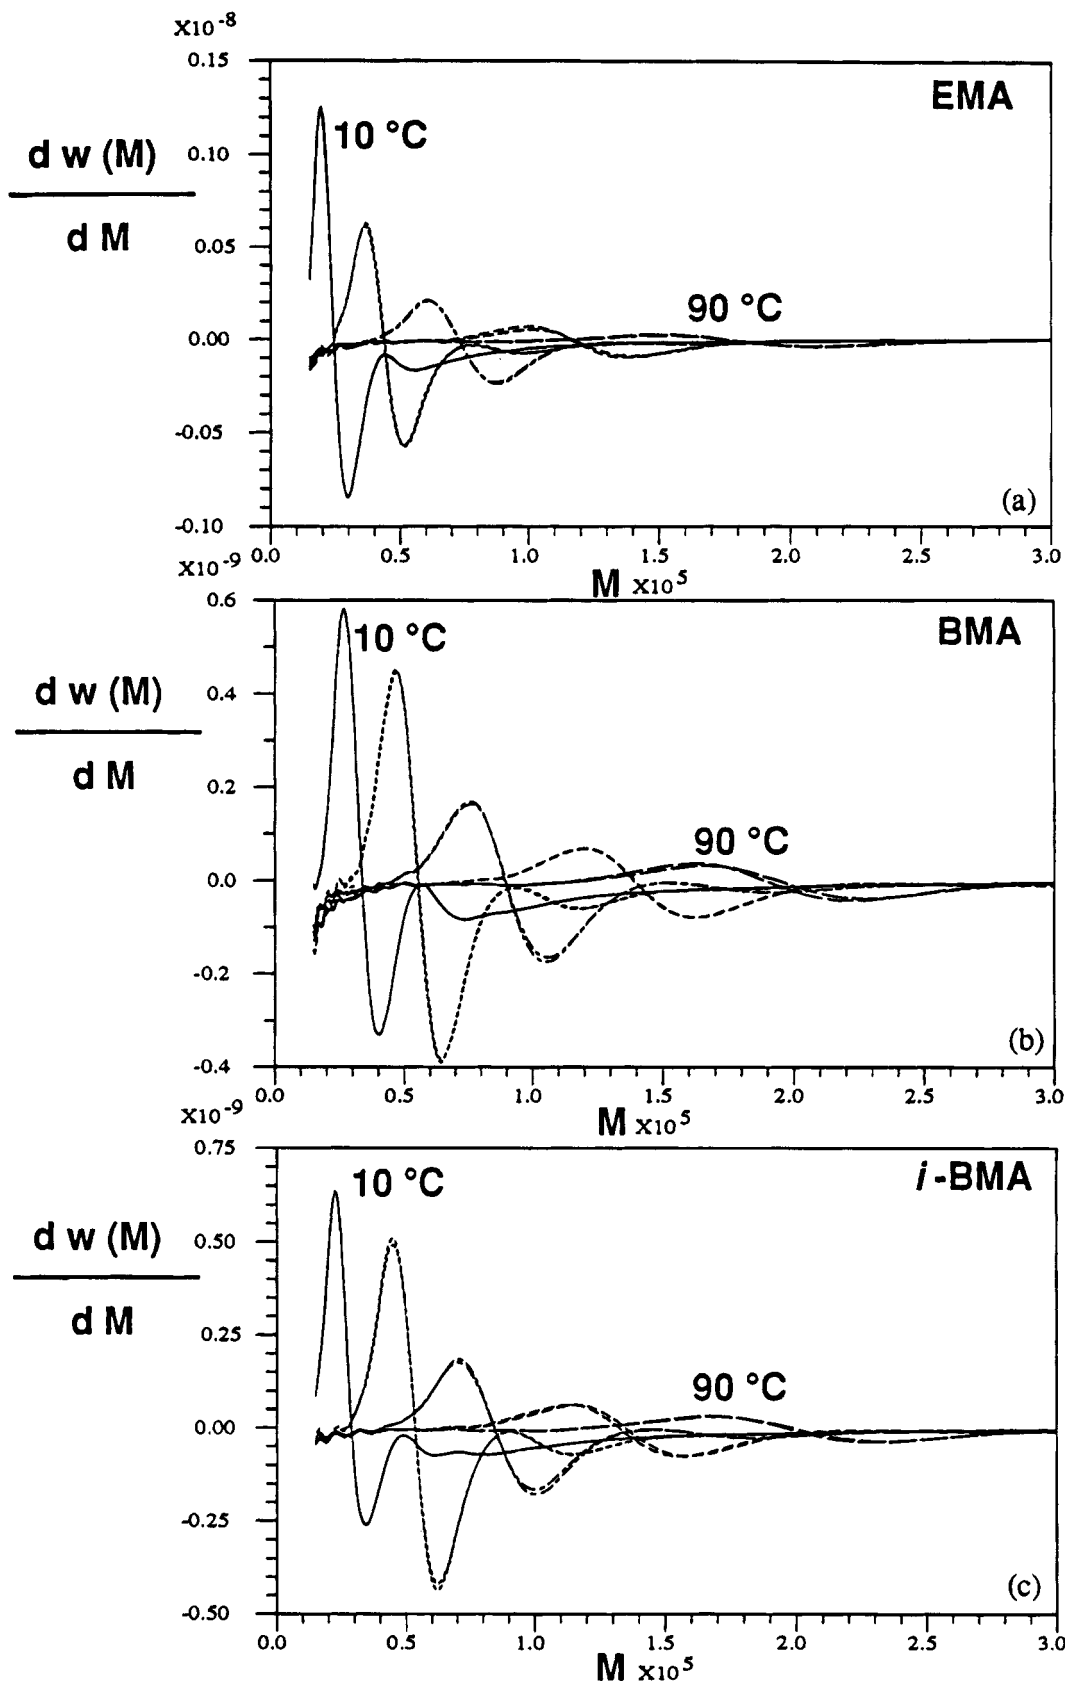 X10⁻⁸
0.15
EMA
10 °C
d w (M)
0.10
d M
0.05
90 °C
0.00
-0.05
(a)
-0.10
0.0 0.5 1.0 1.5 2.0 2.5 3.0
X10⁻⁹
M X10⁵
0.6
BMA
10 °C
d w (M)
0.4
d M
0.2
90 °C
0.0
-0.2
(b)
-0.4
0.0 0.5 1.0 1.5 2.0 2.5 3.0
X10⁻⁹
M X10⁵
0.75
i-BMA
10 °C
d w (M)
0.50
d M
0.25
90 °C
0.00
-0.25
(c)
-0.50
0.0 0.5 1.0 1.5 2.0 2.5 3.0
M X10⁵